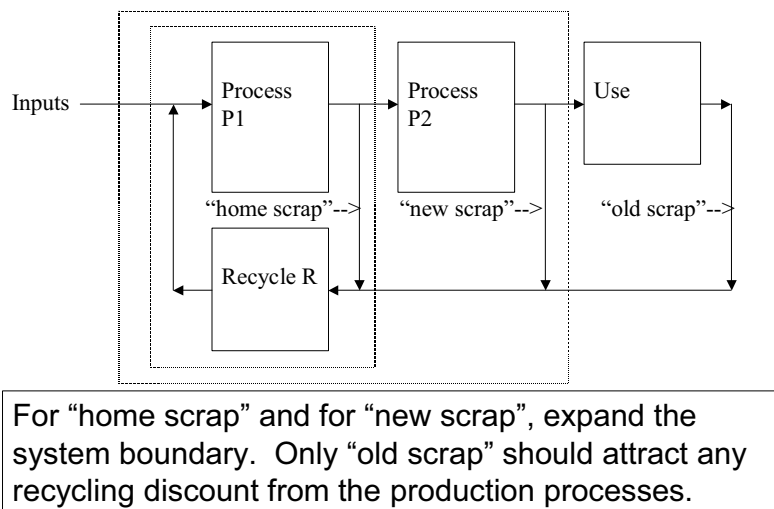 Inputs
Process
P1
Process
P2
Use
“home scrap”-->
“new scrap”-->
“old scrap”-->
Recycle R
For “home scrap” and for “new scrap”, expand the
system boundary.  Only “old scrap” should attract any
recycling discount from the production processes.